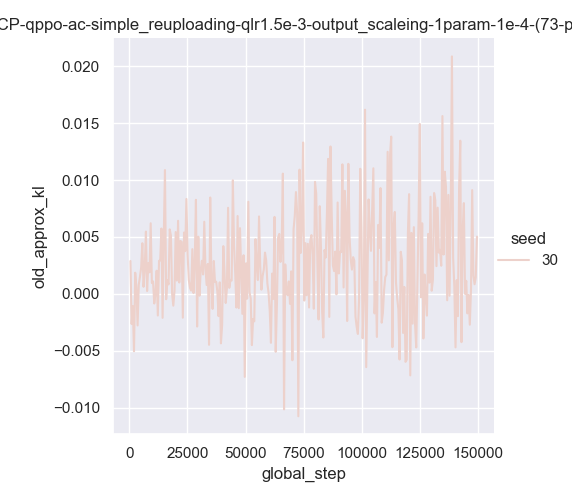 CP-qppo-ac-simple_reuploading-qlr1.5e-3-output_scaleing-1param-1e-4-(73-p
0.020
0.015
0.010
0.005
0.000
−0.005
−0.010
old_approx_kl
0 25000 50000 75000 100000 125000 150000
global_step
seed
30